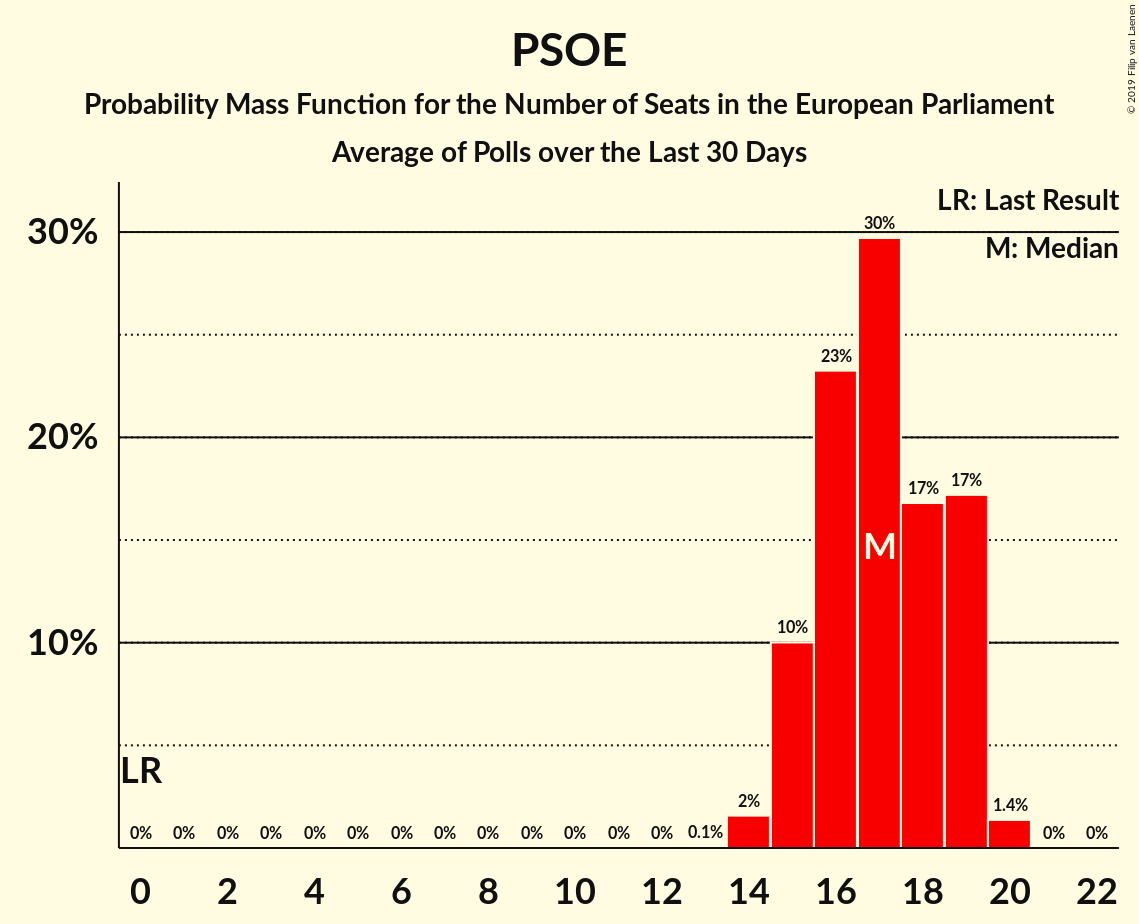 PSOE
Probability Mass Function for the Number of Seats in the European Parliament
Average of Polls over the Last 30 Days
© 2019 Filip van Laenen
LR: Last Result
M: Median
30%
20%
10%
LR
M
0% 0% 0% 0% 0% 0% 0% 0% 0% 0% 0% 0% 0% 0.1% 2% 10% 23% 30% 17% 17% 1.4% 0% 0%
0 2 4 6 8 10 12 14 16 18 20 22